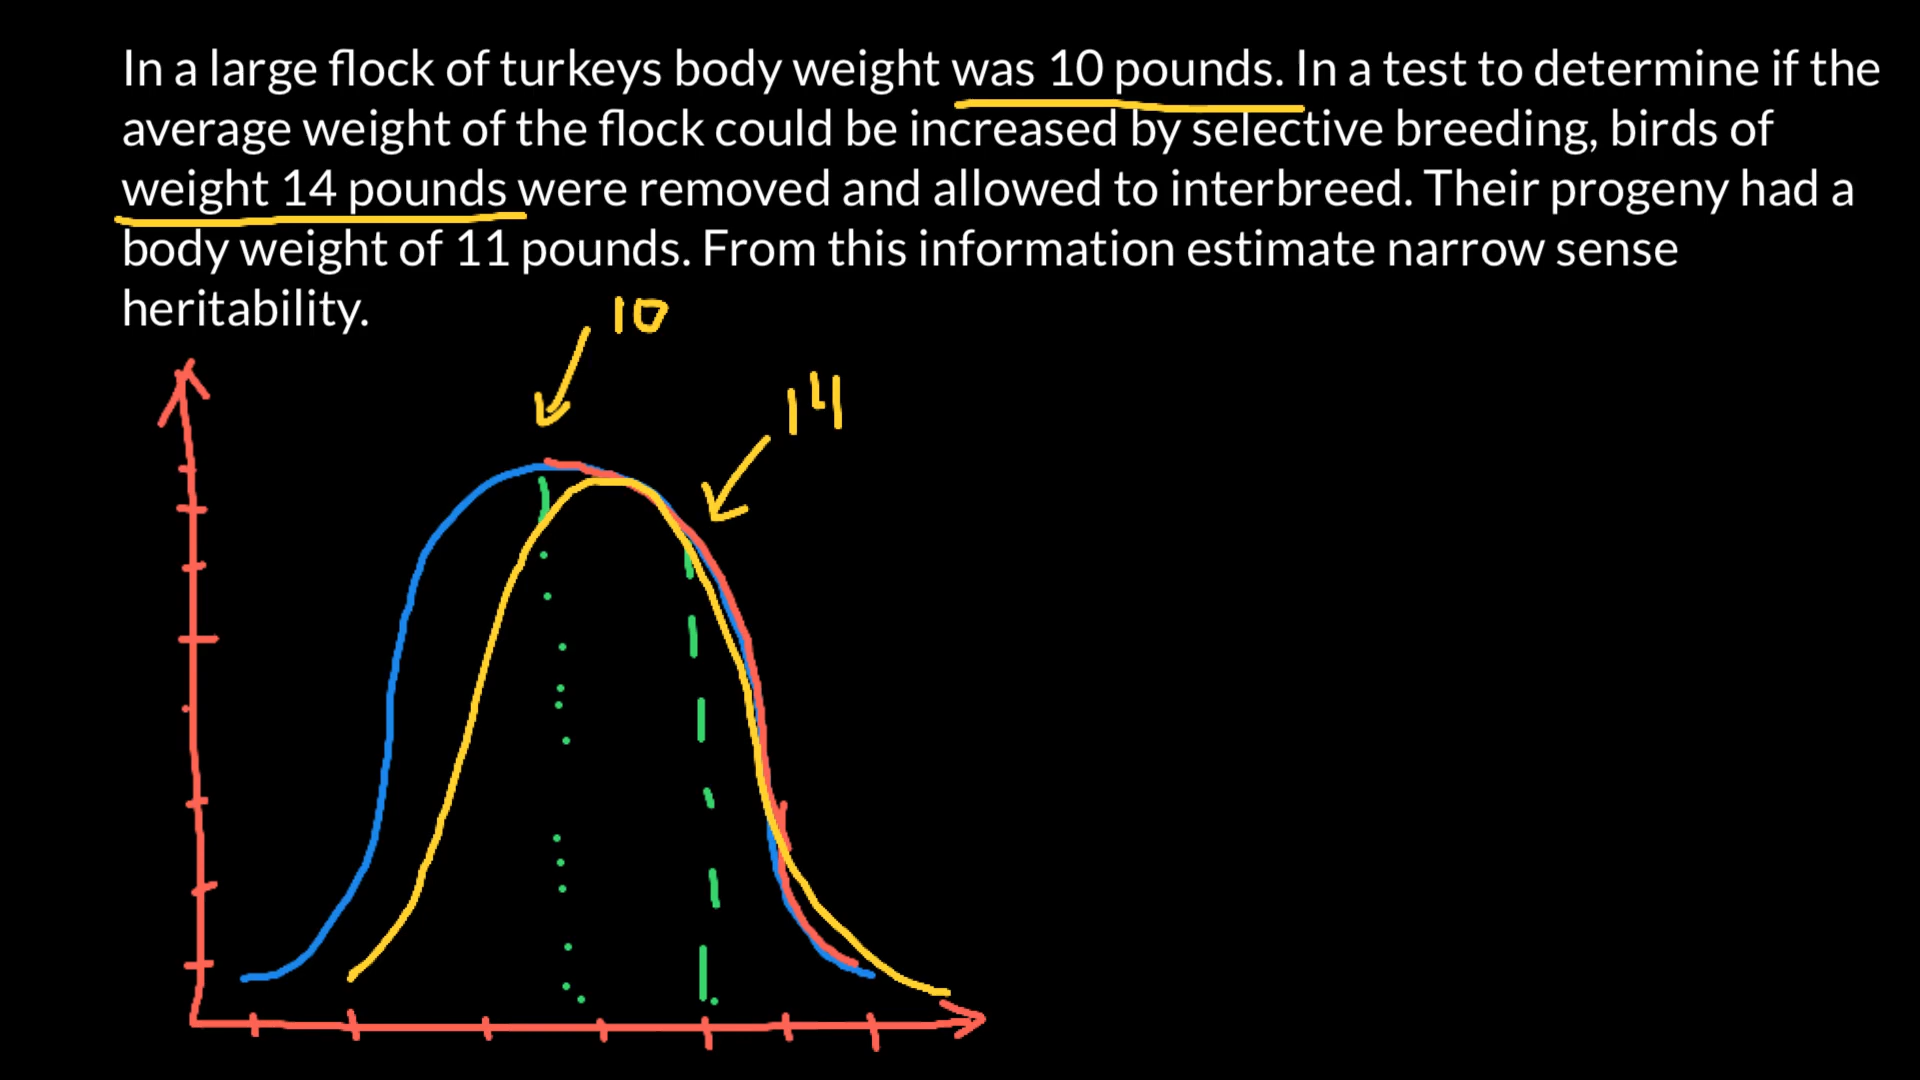 In a large flock of turkeys body weight was 10 pounds. In a test to determine if the
average weight of the flock could be increased by selective breeding, birds of
weight 14 pounds were removed and allowed to interbreed. Their progeny had a
body weight of 11 pounds. From this information estimate narrow sense
heritability.
10
14